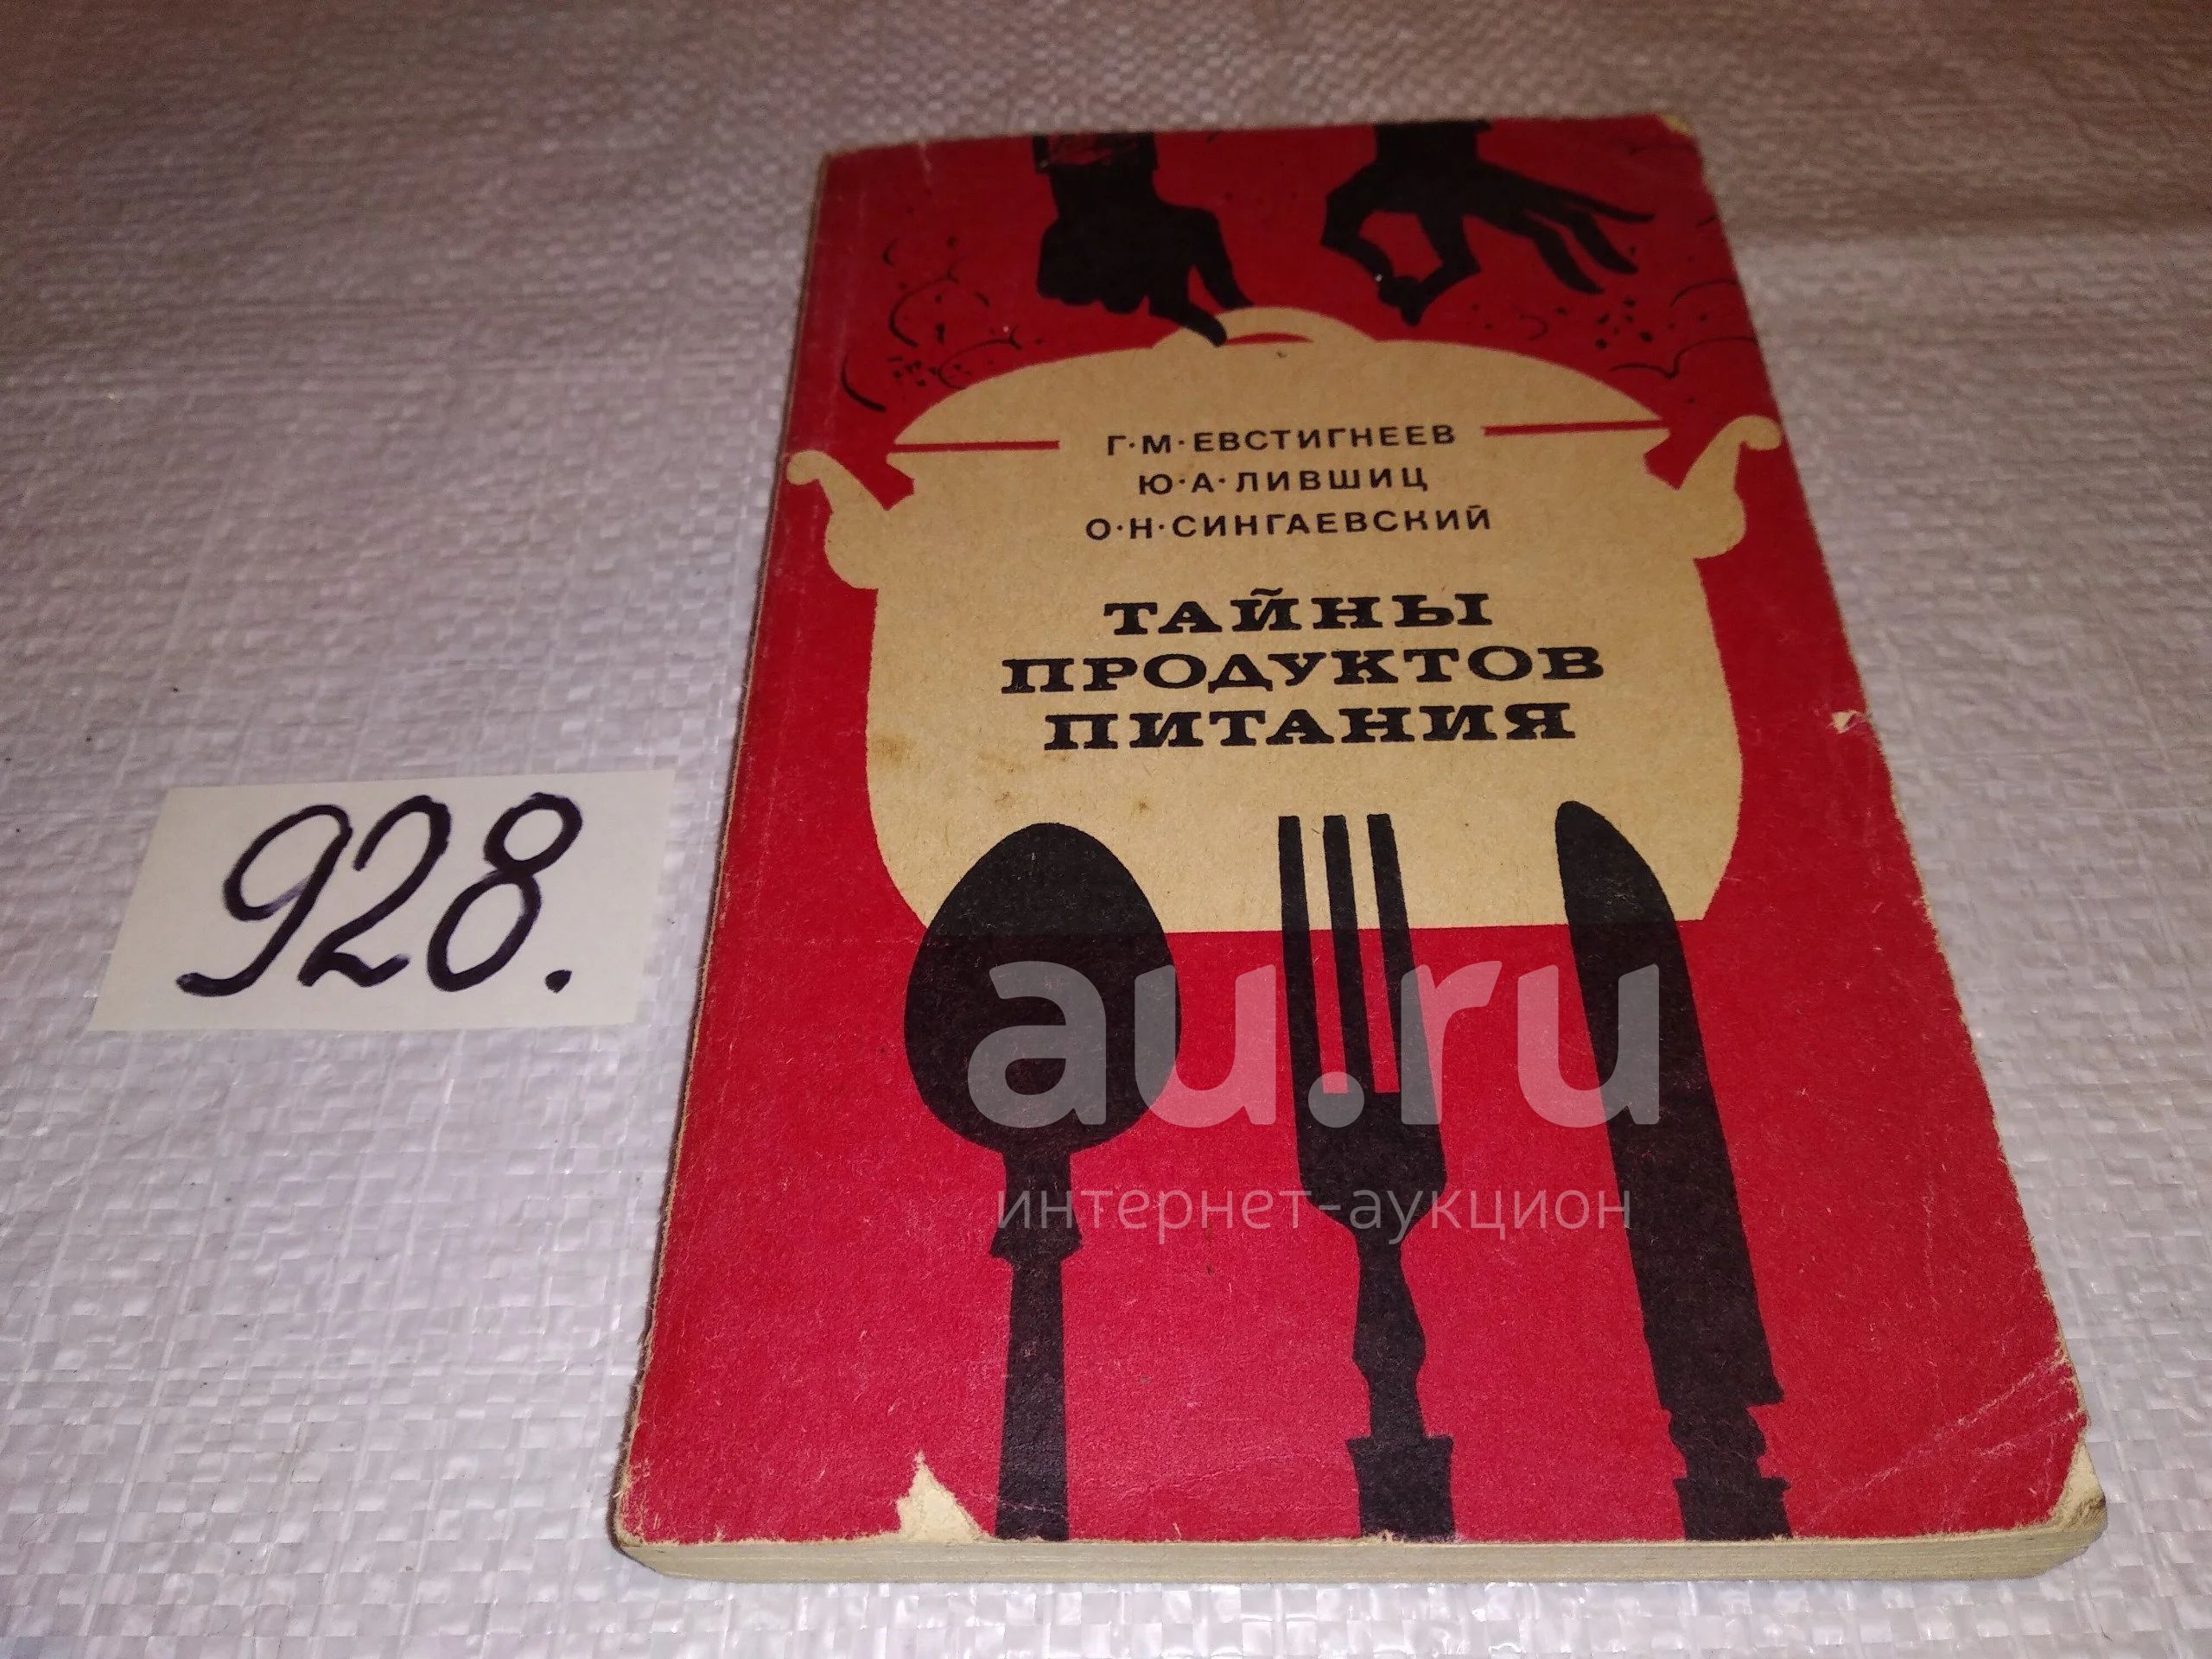 Г·М·ЕВСТИГНЕЕВ
Ю·А·ЛИВШИЦ
О·Н·СИНГАЕВСКИЙ
ТАЙНЫ
ПРОДУКТОВ
ПИТАНИЯ
928.
au.ru
интернет-аукцион